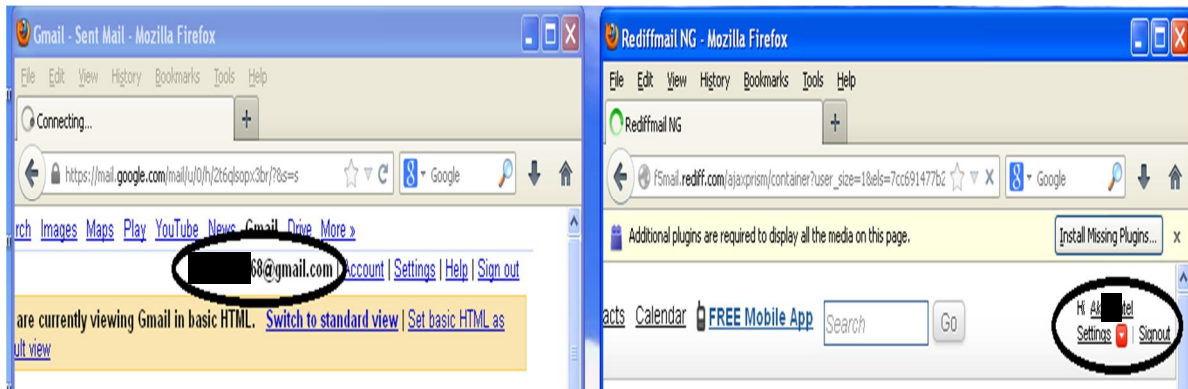 Gmail - Sent Mail - Mozilla Firefox
File Edit View History Bookmarks Tools Help
Connecting...
https://mail.google.com/mail/u/0/h/2t6qlsopx3br/?&s=s
Google
rch Images Maps Play YouTube News Gmail Drive More »
68@gmail.com | Account | Settings | Help | Sign out
are currently viewing Gmail in basic HTML. Switch to standard view | Set basic HTML as
ult view
Rediffmail NG - Mozilla Firefox
File Edit View History Bookmarks Tools Help
Rediffmail NG
f5mail.rediff.com/ajaxprism/container?user_size=1&els=7cc691477b2
Google
Additional plugins are required to display all the media on this page.
Install Missing Plugins... x
acts Calendar FREE Mobile App Search Go
Hi
Settings | Signout